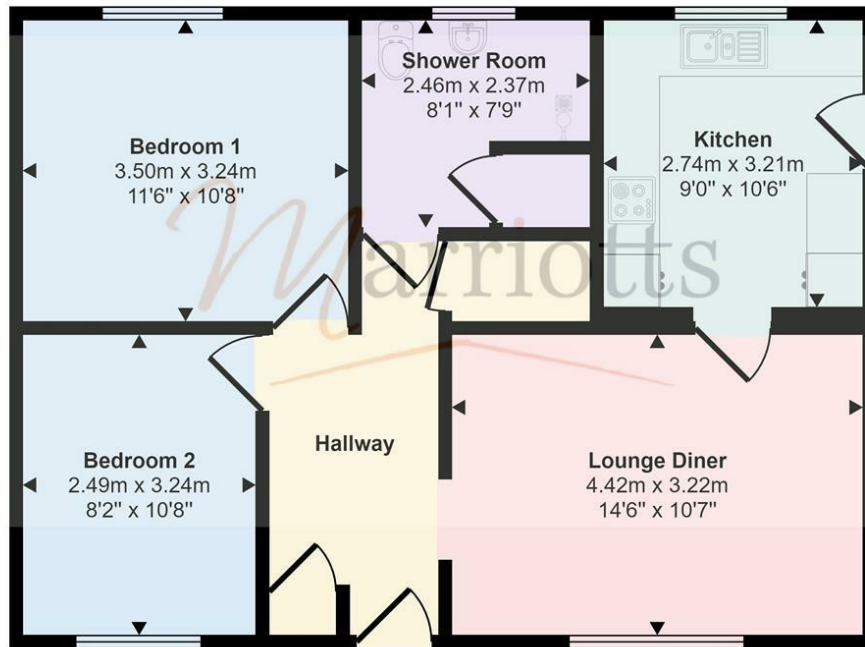 Bedroom 1
3.50m x 3.24m
11'6" x 10'8"
Shower Room
2.46m x 2.37m
8'1" x 7'9"
Kitchen
2.74m x 3.21m
9'0" x 10'6"
Marriotts
Bedroom 2
2.49m x 3.24m
8'2" x 10'8"
Hallway
Lounge Diner
4.42m x 3.22m
14'6" x 10'7"